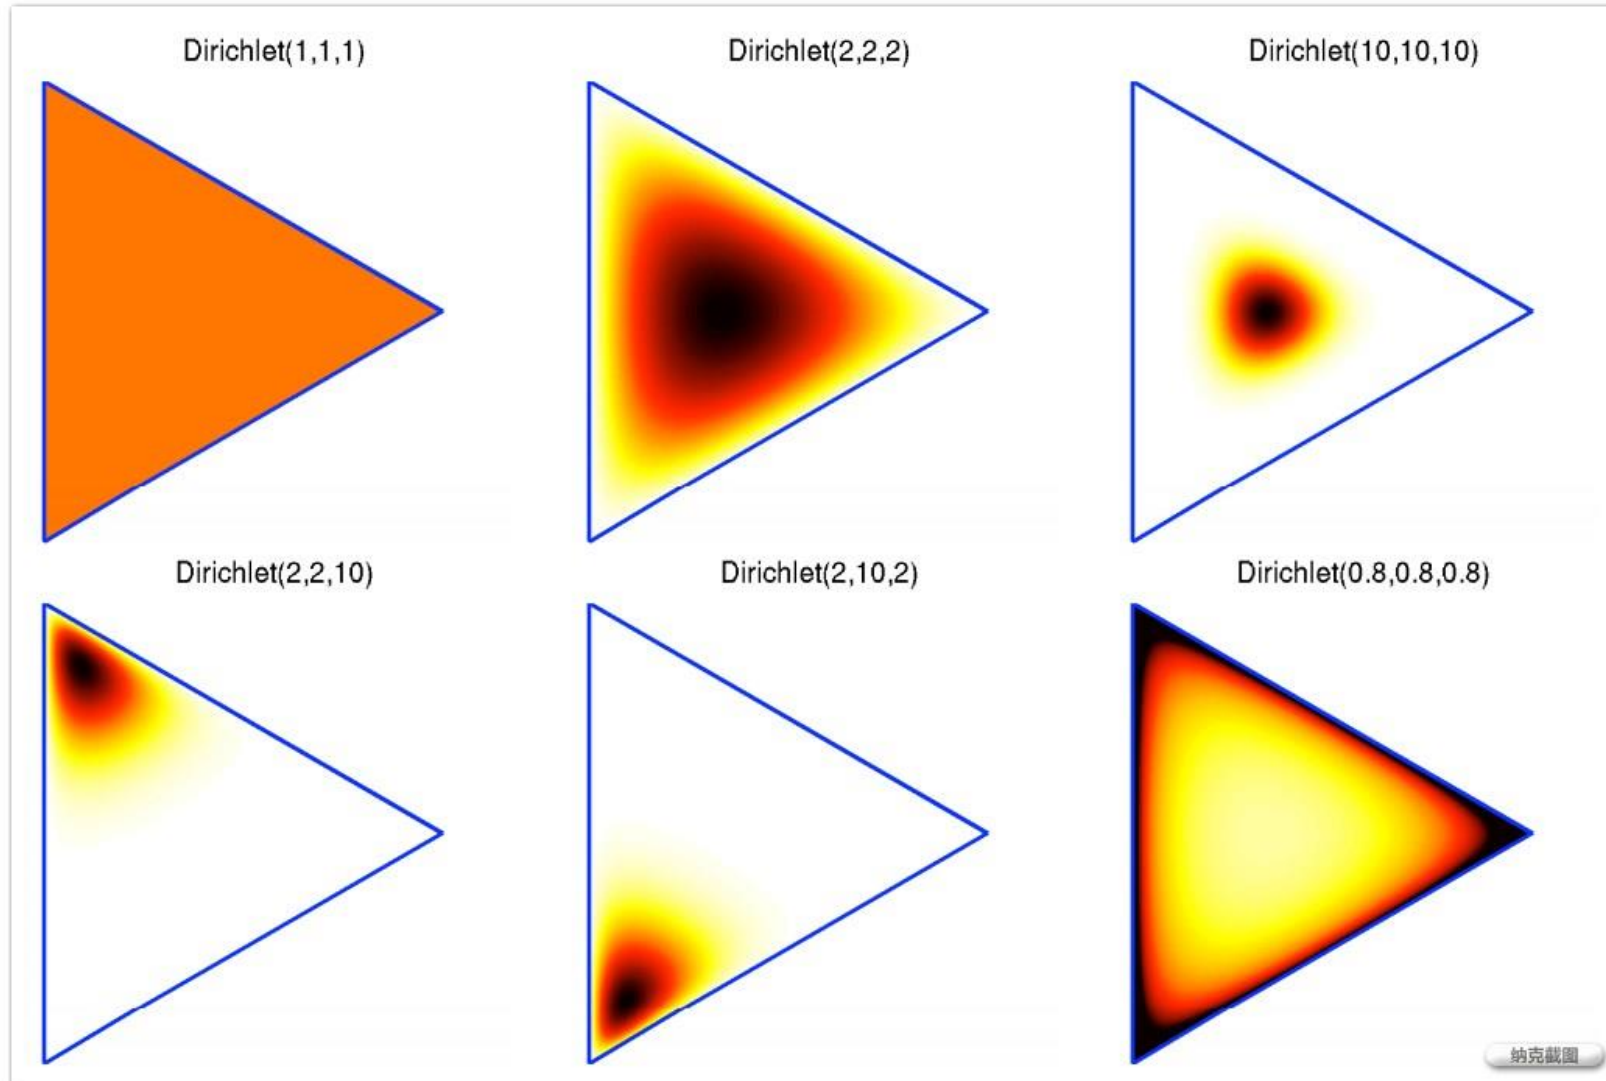 Dirichlet(1,1,1)
Dirichlet(2,2,2)
Dirichlet(10,10,10)
Dirichlet(2,2,10)
Dirichlet(2,10,2)
Dirichlet(0.8,0.8,0.8)
纳克截图